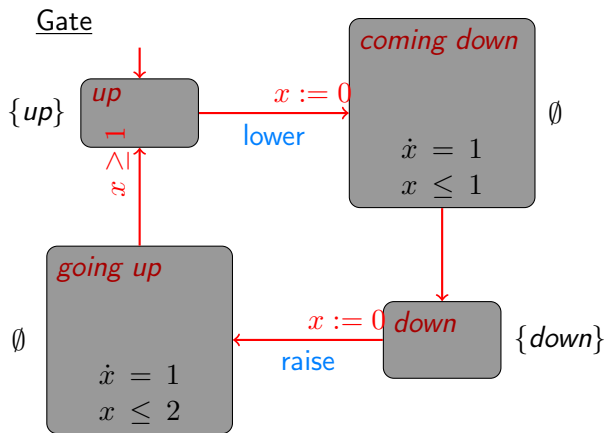 Gate
up
{up}
x ≥ 1
x := 0
lower
coming down
ẋ = 1
x ≤ 1
∅
going up
ẋ = 1
x ≤ 2
∅
x := 0
raise
down
{down}